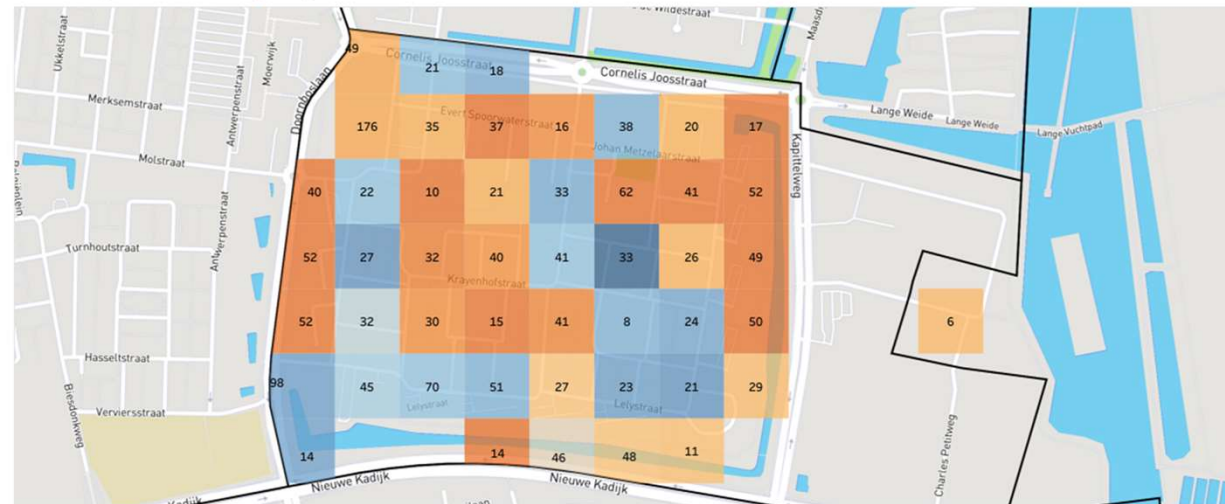 de Wildestraat
Ukkelstraat
Moerwijk
Merksemstraat
Antwerpenstraat
Doornboslaan
49
Cornelis Joosstraat
21
18
Cornelis Joosstraat
Lange Weide
Lange Weide
Lange Vuchtpad
176
35
Evert Spoorwaterstraat
37
16
38
20
17
Johan Metzelaarstraat
Kapittelweg
Molstraat
40
22
10
21
33
62
41
52
Turnhoutstraat
Antwerpenstraat
52
27
32
40
41
33
26
49
Krayenhofstraat
52
32
30
15
41
8
24
50
6
Hasseltstraat
98
45
70
51
27
23
21
29
Biesdonkweg
Verviersstraat
Lelystraat
Lelystraat
14
14
46
48
11
Charles Petitweg
Nieuwe Kadijk
Nieuwe Kadijk
Kadijk